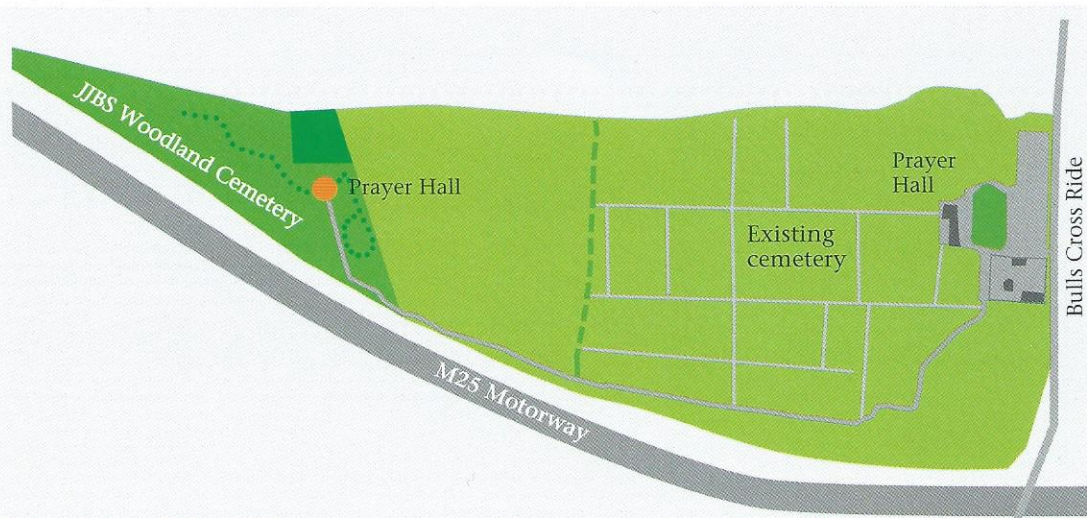 JJBS Woodland Cemetery
Prayer Hall
Prayer
Hall
Existing
cemetery
Bulls Cross Ride
M25 Motorway